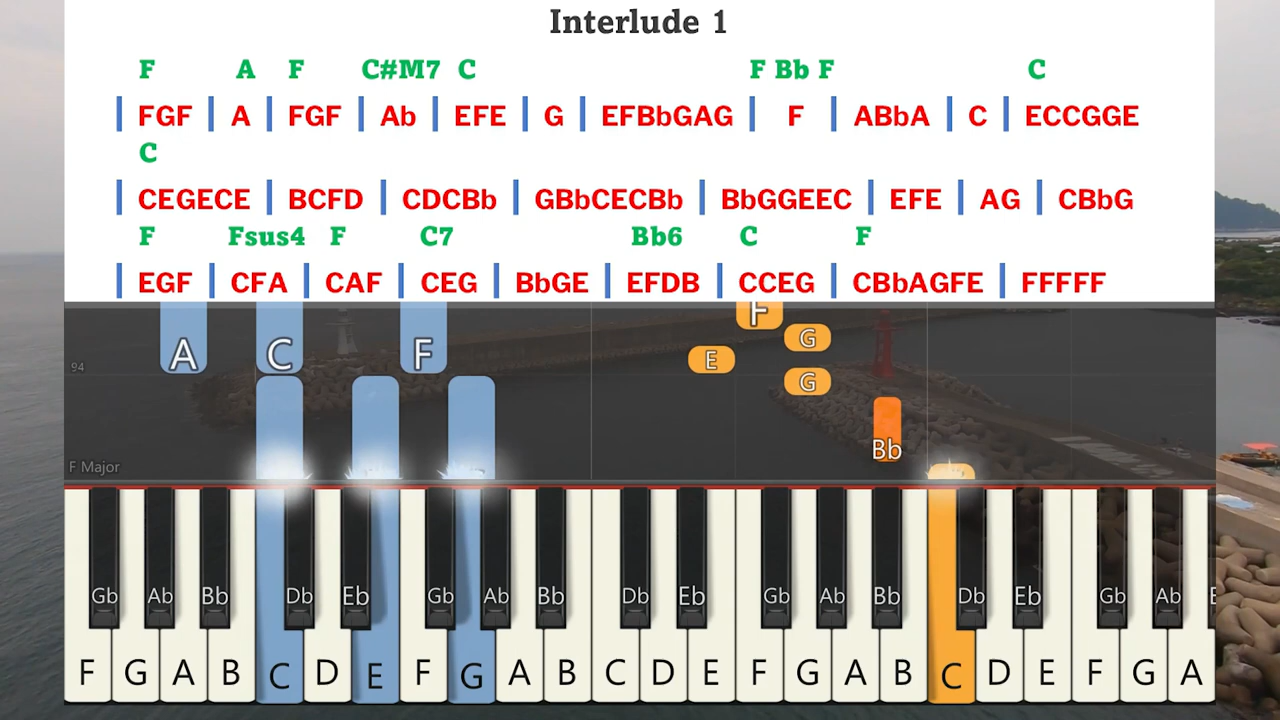 Interlude 1
F A F C#M7 C F Bb F C
| FGF | A | FGF | Ab | EFE | G | EFBbGAG | F | ABbA | C | ECCGGE
C
| CEGECE | BCFD | CDCBb | GBbCECBb | BbGGEEC | EFE | AG | CBbG
F Fsus4 F C7 Bb6 C F
| EGF | CFA | CAF | CEG | BbGE | EFDB | CCEG | CBbAGFE | FFFFF
F
G
A C F E
94
G
Bb
F Major
Gb Ab Bb Db Eb Gb Ab Bb Db Eb Gb Ab Bb Db Eb Gb Ab
F G A B C D E F G A B C D E F G A B C D E F G A